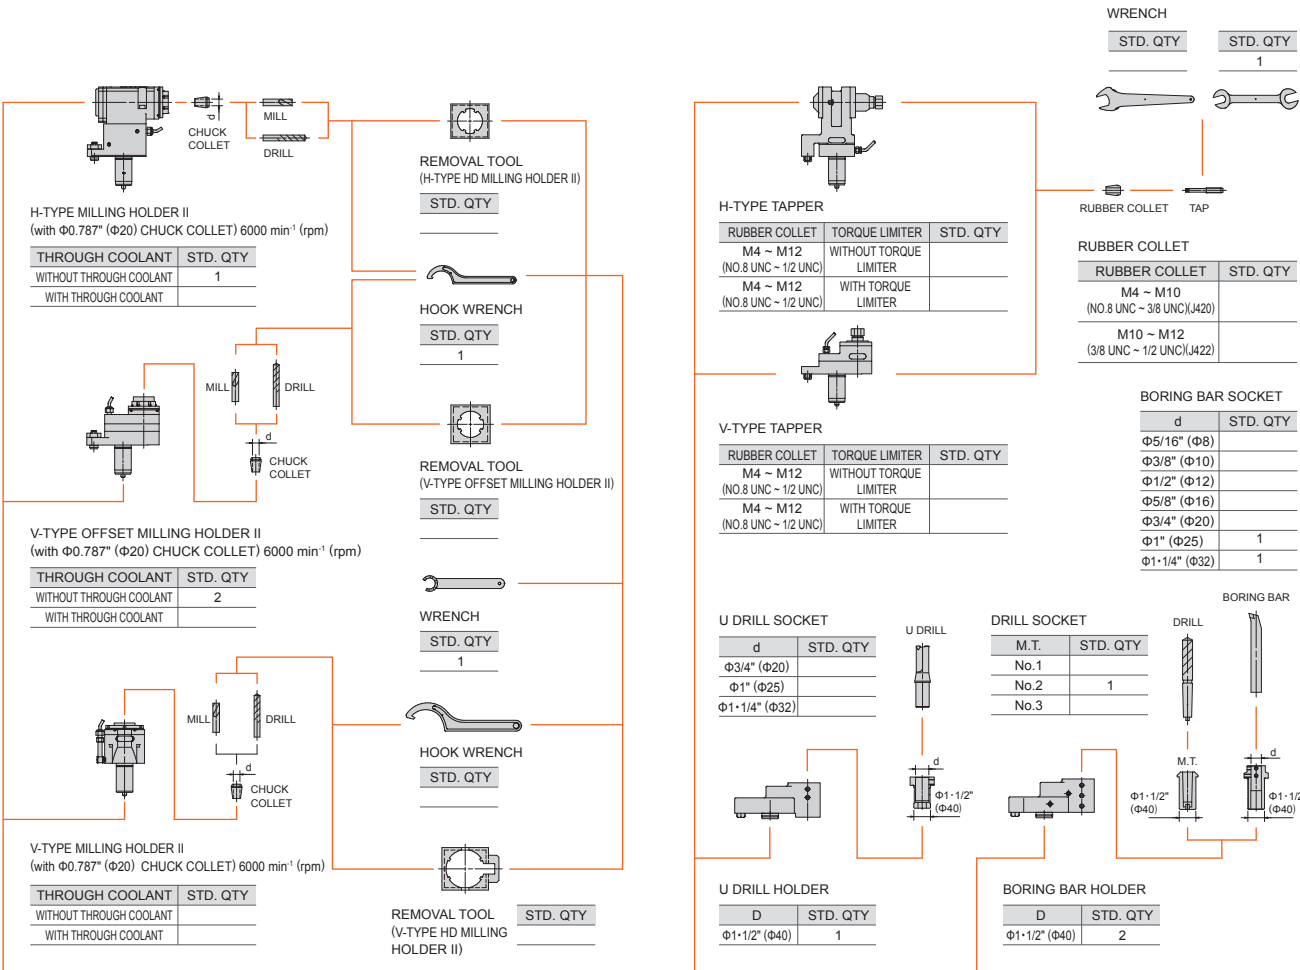 MILL
d
CHUCK
COLLET
DRILL
H-TYPE MILLING HOLDER II
(with Φ0.787" (Φ20) CHUCK COLLET) 6000 min-1 (rpm)
THROUGH COOLANT STD. QTY
WITHOUT THROUGH COOLANT 1
WITH THROUGH COOLANT
MILL
DRILL
d
CHUCK
COLLET
V-TYPE OFFSET MILLING HOLDER II
(with Φ0.787" (Φ20) CHUCK COLLET) 6000 min-1 (rpm)
THROUGH COOLANT STD. QTY
WITHOUT THROUGH COOLANT 2
WITH THROUGH COOLANT
MILL
DRILL
d
CHUCK
COLLET
V-TYPE MILLING HOLDER II
(with Φ0.787" (Φ20) CHUCK COLLET) 6000 min-1 (rpm)
THROUGH COOLANT STD. QTY
WITHOUT THROUGH COOLANT
WITH THROUGH COOLANT
REMOVAL TOOL
(H-TYPE HD MILLING HOLDER II)
STD. QTY
HOOK WRENCH
STD. QTY
1
REMOVAL TOOL
(V-TYPE OFFSET MILLING HOLDER II)
STD. QTY
WRENCH
STD. QTY
1
HOOK WRENCH
STD. QTY
REMOVAL TOOL
(V-TYPE HD MILLING
HOLDER II)
STD. QTY
H-TYPE TAPPER
RUBBER COLLET TORQUE LIMITER STD. QTY
M4 ~ M12 WITHOUT TORQUE
(NO.8 UNC ~ 1/2 UNC) LIMITER
M4 ~ M12 WITH TORQUE
(NO.8 UNC ~ 1/2 UNC) LIMITER
V-TYPE TAPPER
RUBBER COLLET TORQUE LIMITER STD. QTY
M4 ~ M12 WITHOUT TORQUE
(NO.8 UNC ~ 1/2 UNC) LIMITER
M4 ~ M12 WITH TORQUE
(NO.8 UNC ~ 1/2 UNC) LIMITER
WRENCH
STD. QTY STD. QTY
1
RUBBER COLLET TAP
RUBBER COLLET
RUBBER COLLET STD. QTY
M4 ~ M10
(NO.8 UNC ~ 3/8 UNC)(J420)
M10 ~ M12
(3/8 UNC ~ 1/2 UNC)(J422)
BORING BAR SOCKET
d STD. QTY
Φ5/16" (Φ8)
Φ3/8" (Φ10)
Φ1/2" (Φ12)
Φ5/8" (Φ16)
Φ3/4" (Φ20)
Φ1" (Φ25) 1
Φ1･1/4" (Φ32) 1
U DRILL SOCKET
d STD. QTY
Φ3/4" (Φ20)
Φ1" (Φ25)
Φ1･1/4" (Φ32)
U DRILL
d
Φ1･1/2"
(Φ40)
U DRILL HOLDER
D STD. QTY
Φ1･1/2" (Φ40) 1
DRILL SOCKET
M.T. STD. QTY
No.1
No.2 1
No.3
DRILL
BORING BAR
M.T.
d
Φ1･1/2"
(Φ40)
(Φ40)
BORING BAR HOLDER
D STD. QTY
Φ1･1/2" (Φ40) 2